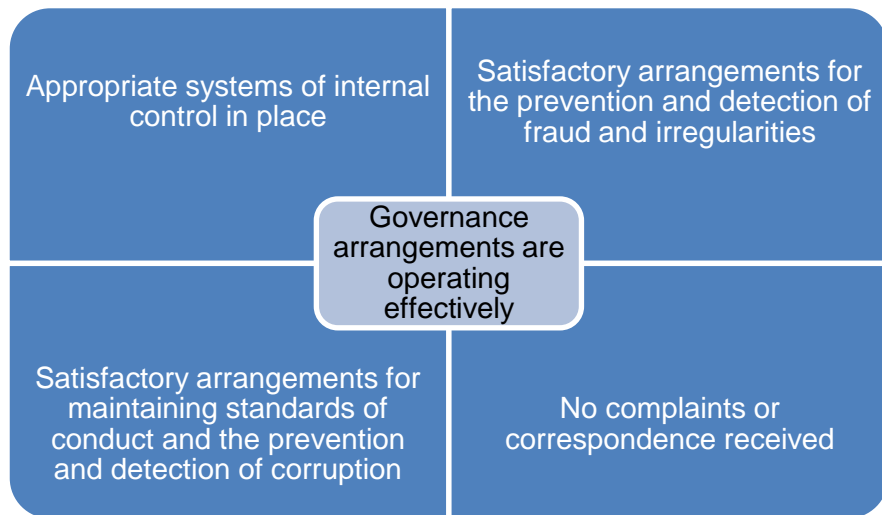 Appropriate systems of internal
control in place
Satisfactory arrangements for
the prevention and detection of
fraud and irregularities
Governance
arrangements are
operating
effectively
Satisfactory arrangements for
maintaining standards of
conduct and the prevention
and detection of corruption
No complaints or
correspondence received